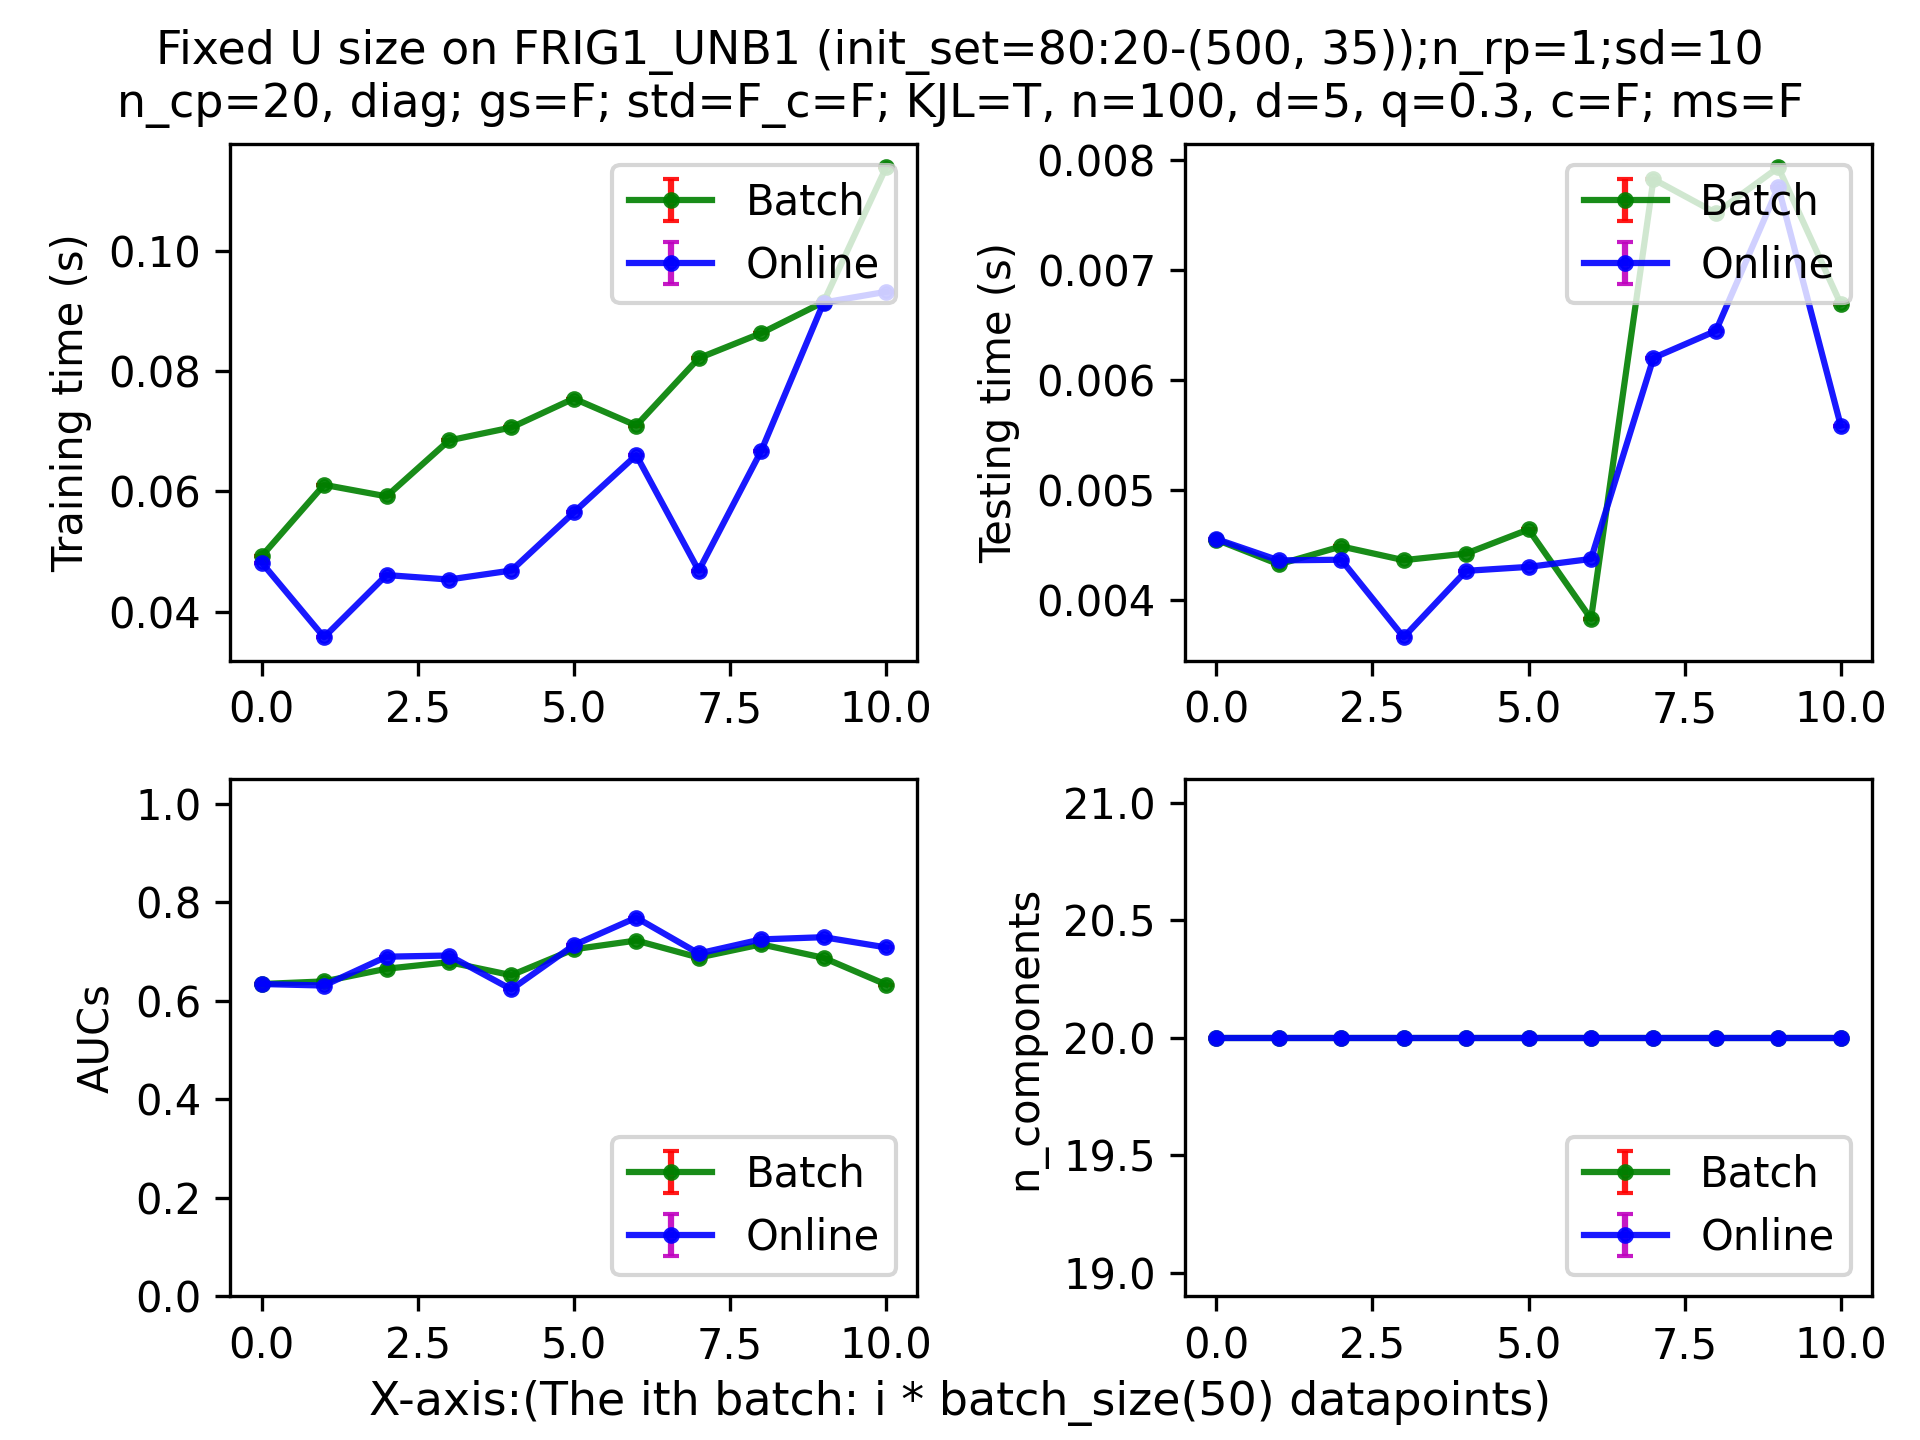 Fixed U size on FRIG1_UNB1 (init_set=80:20-(500, 35));n_rp=1;sd=10
n_cp=20, diag; gs=F; std=F_c=F; KJL=T, n=100, d=5, q=0.3, c=F; ms=F
Training time (s)
0.10
0.08
0.06
0.04
Batch
Online
0.0 2.5 5.0 7.5 10.0
Testing time (s)
0.008
0.007
0.006
0.005
0.004
Batch
Online
0.0 2.5 5.0 7.5 10.0
AUCs
1.0
0.8
0.6
0.4
0.2
0.0
Batch
Online
0.0 2.5 5.0 7.5 10.0
n_components
21.0
20.5
20.0
19.5
19.0
Batch
Online
0.0 2.5 5.0 7.5 10.0
X-axis:(The ith batch: i * batch_size(50) datapoints)